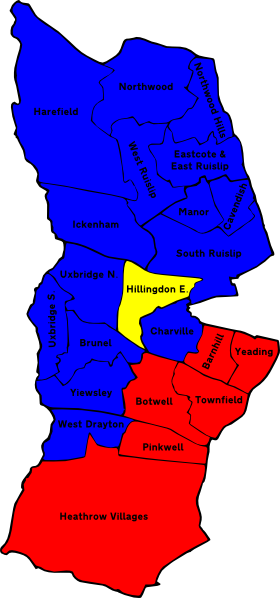 Northwood
Northwood Hills
Harefield
West Ruislip
Eastcote &
East Ruislip
Manor
Cavendish
Ickenham
South Ruislip
Uxbridge N.
Hillingdon E.
Uxbridge S.
Brunel
Charville
Barnhill
Yeading
Yiewsley
Botwell
Townfield
West Drayton
Pinkwell
Heathrow Villages